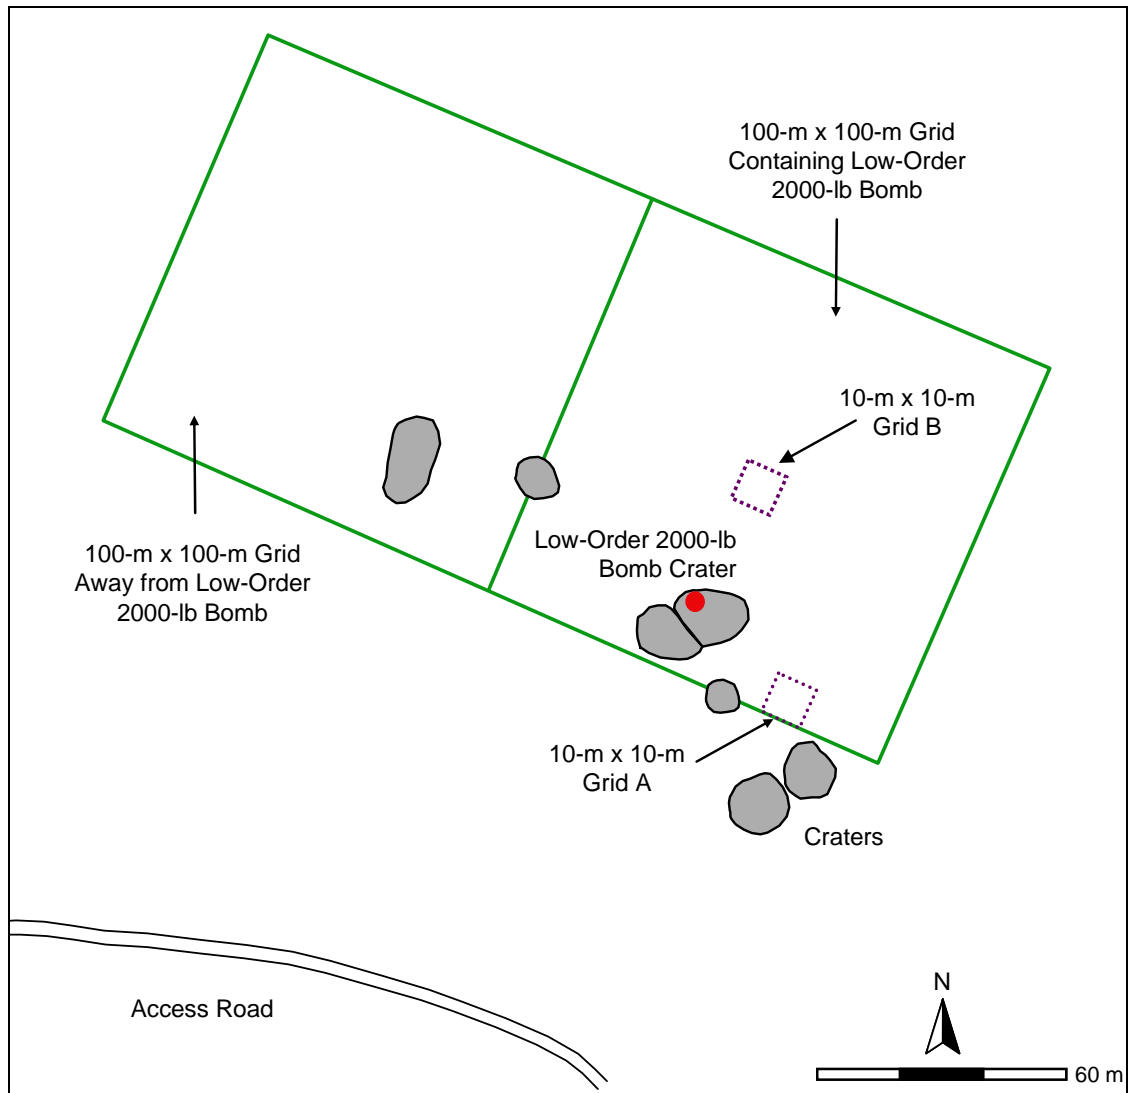 100-m x 100-m Grid
Containing Low-Order
2000-lb Bomb
10-m x 10-m
Grid B
Low-Order 2000-lb
Bomb Crater
100-m x 100-m Grid
Away from Low-Order
2000-lb Bomb
10-m x 10-m
Grid A
Craters
Access Road
N
60 m